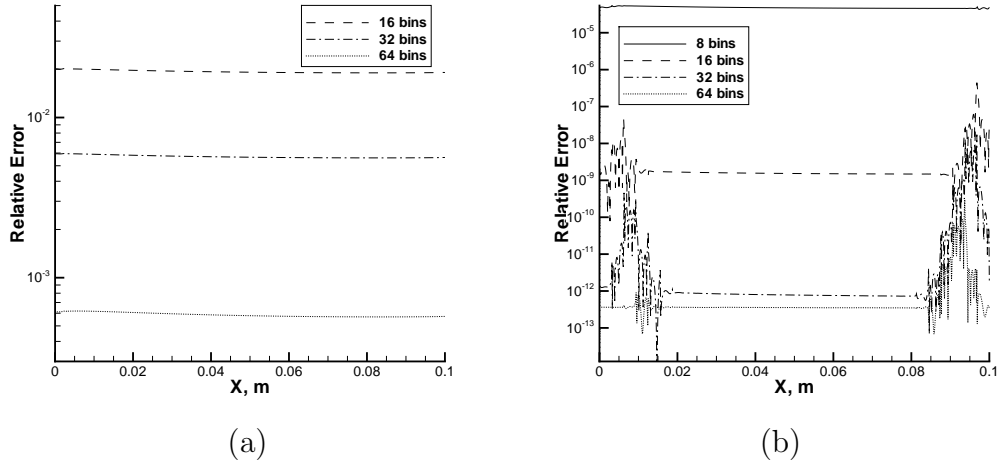 16 bins
32 bins
64 bins
10^-2
10^-3
Relative Error
0
0.02
0.04
0.06
0.08
0.1
X, m
(a)
8 bins
16 bins
32 bins
64 bins
10^-5
10^-6
10^-7
10^-8
10^-9
10^-10
10^-11
10^-12
10^-13
Relative Error
0
0.02
0.04
0.06
0.08
0.1
X, m
(b)